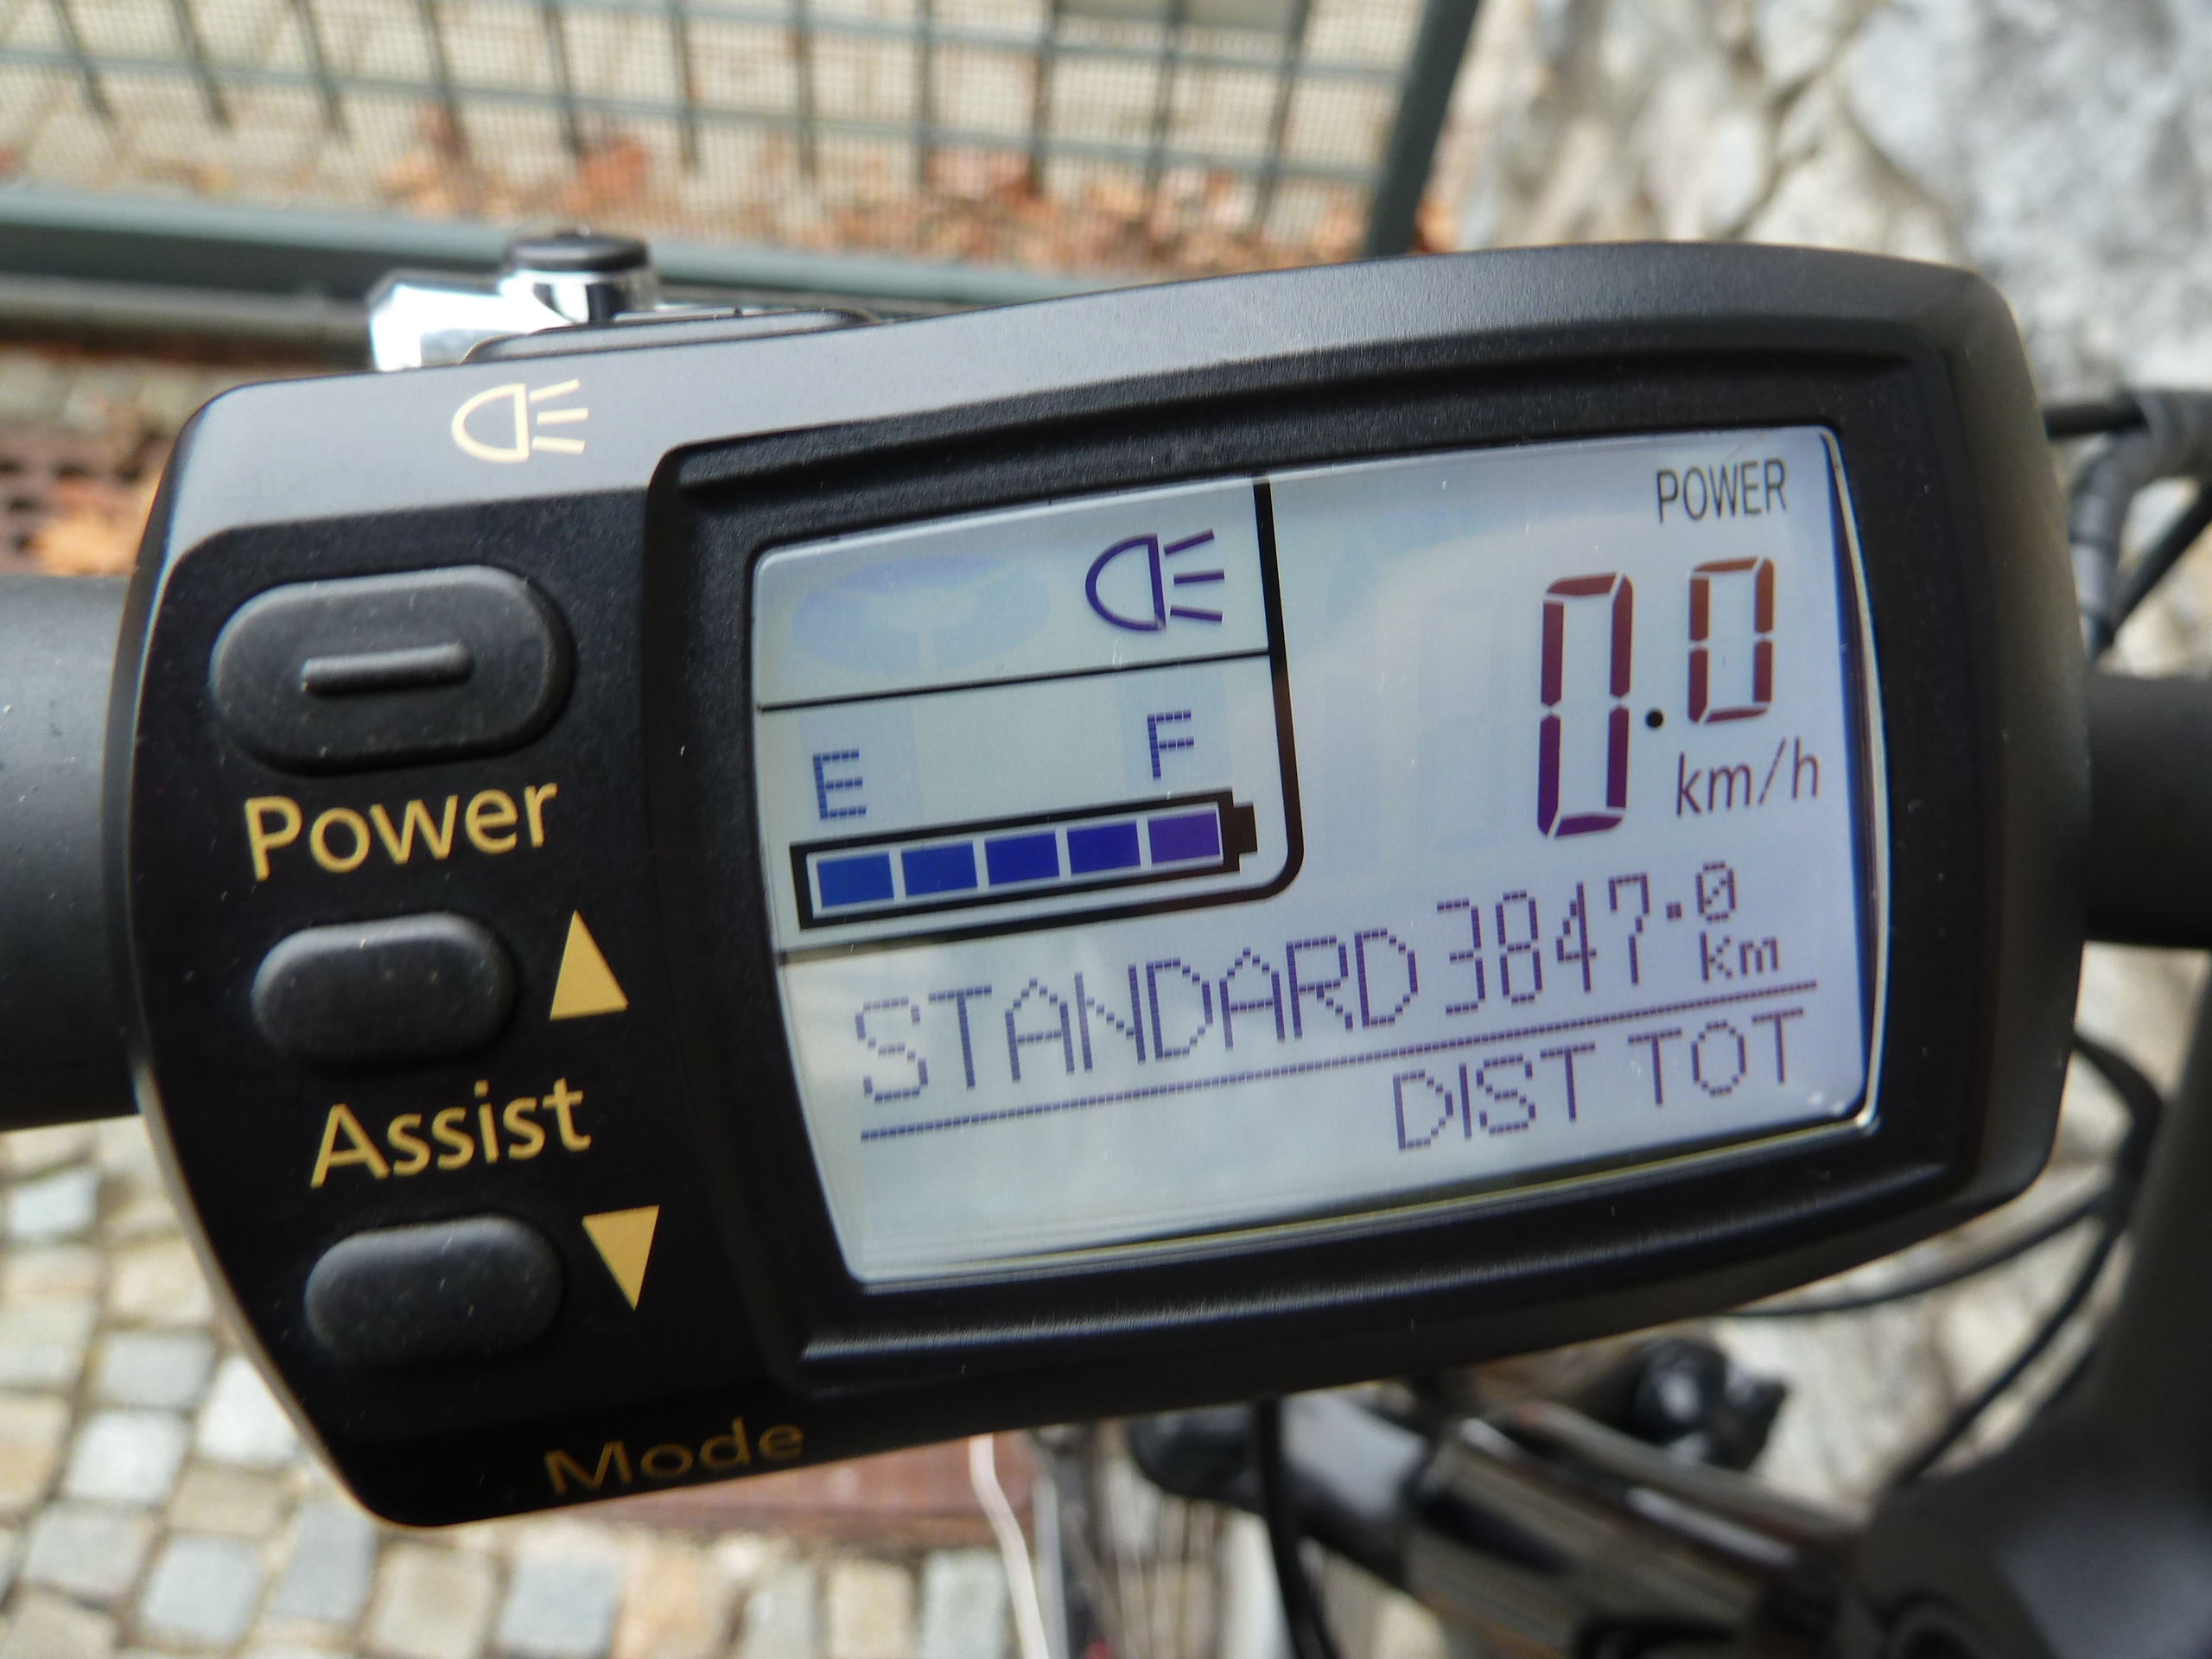 Power
Assist
Mode
POWER
0.0
km/h
E F
STANDARD 3847.0 km
DIST TOT